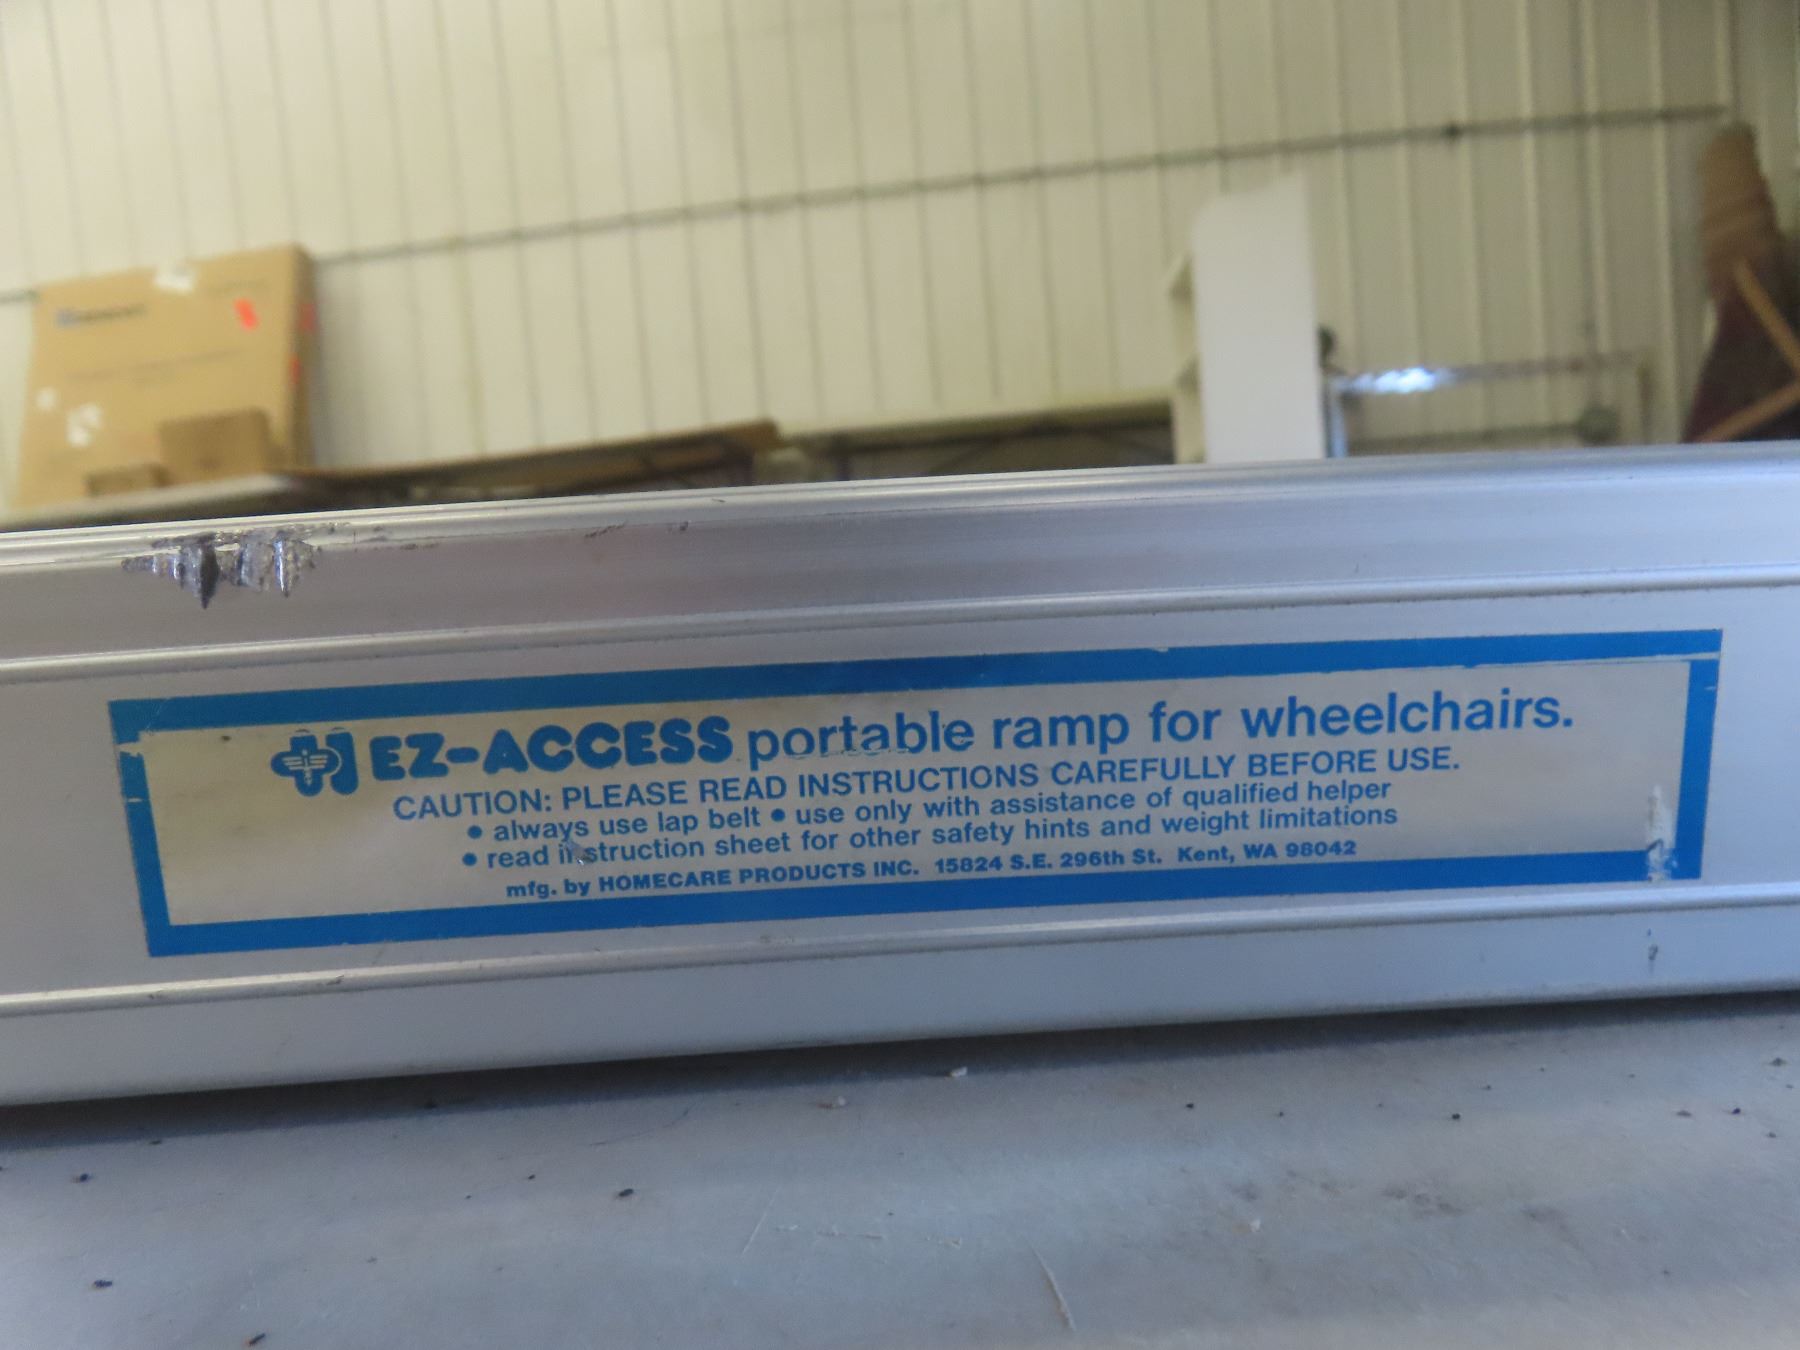 EZ-ACCESS portable ramp for wheelchairs.
CAUTION: PLEASE READ INSTRUCTIONS CAREFULLY BEFORE USE.
• always use lap belt • use only with assistance of qualified helper
• read instruction sheet for other safety hints and weight limitations
mfg. by HOMECARE PRODUCTS INC. 15824 S.E. 296th St. Kent, WA 98042